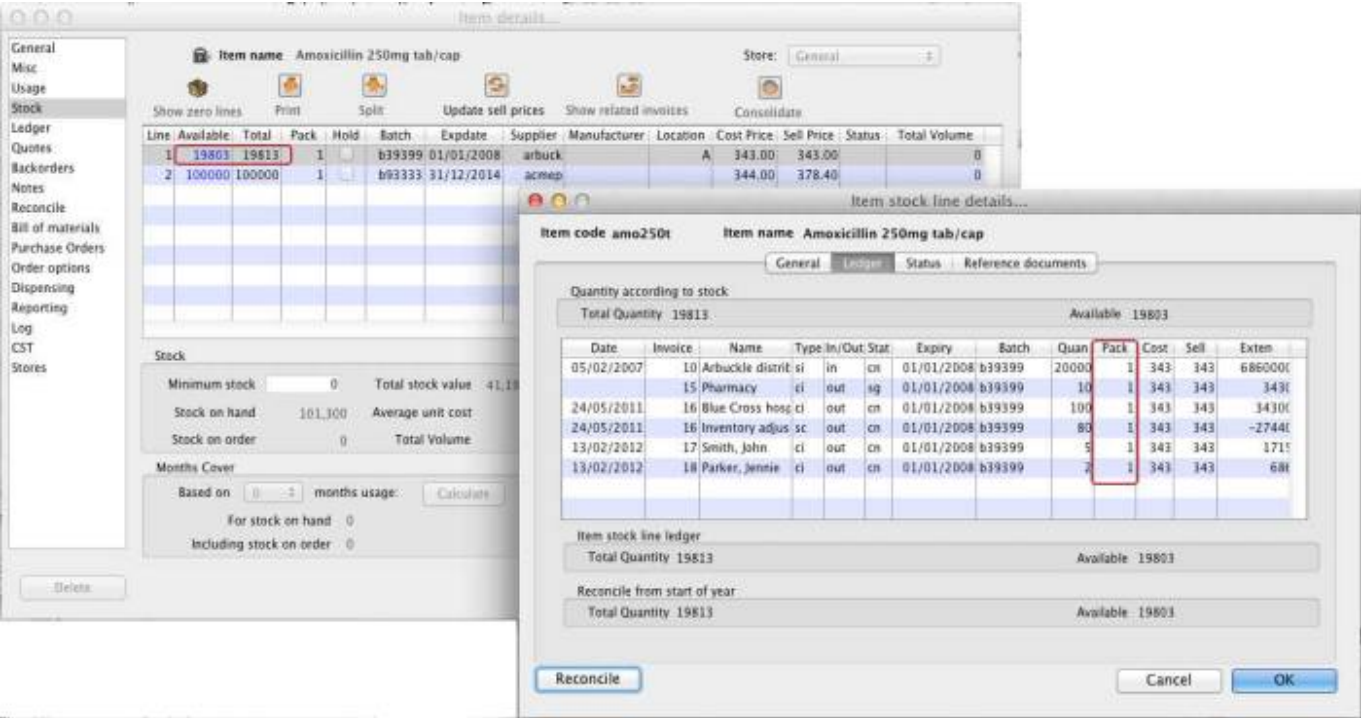 Item details...
General
Misc
Usage
Stock
Ledger
Quotes
Backorders
Notes
Reconcile
Bill of materials
Purchase Orders
Order options
Dispensing
Reporting
Log
CST
Stores
Delete
Item name Amoxicillin 250mg tab/cap Store: General
Show zero lines Print Split Update sell prices Show related invoices Consolidate
Line Available Total Pack Hold Batch Expdate Supplier Manufacturer Location Cost Price Sell Price Status Total Volume
1 19803 19813 1 b39399 01/01/2008 arbuck A 343.00 343.00 0
2 100000 100000 1 b93333 31/12/2014 acmep 344.00 378.40 0
Stock
Minimum stock 0 Total stock value
Stock on hand Average unit cost
Stock on order 0 Total Volume
Months Cover
Based on 0 months usage: Calculate
For stock on hand 0
Including stock on order 0
Item stock line details...
Item code amo250t Item name Amoxicillin 250mg tab/cap
General Ledger Status Reference documents
Quantity according to stock
Total Quantity 19813 Available 19803
Date Invoice Name Type In/Out Stat Expiry Batch Quan Pack Cost Sell Exten
05/02/2007 10 Arbuckle distrit si in cn 01/01/2008 b39399 20000 1 343 343
15 Pharmacy ci out sg 01/01/2008 b39399 10 1 343 343
24/05/2011 16 Blue Cross hosp ci out cn 01/01/2008 b39399 100 1 343 343
24/05/2011 16 Inventory adjus sc out cn 01/01/2008 b39399 80 1 343 343
13/02/2012 17 Smith, John ci out cn 01/01/2008 b39399 5 1 343 343 1715
13/02/2012 18 Parker, Jennie ci out cn 01/01/2008 b39399 2 1 343 343
Item stock line ledger
Total Quantity 19813 Available 19803
Reconcile from start of year
Total Quantity 19813 Available 19803
Reconcile Cancel OK